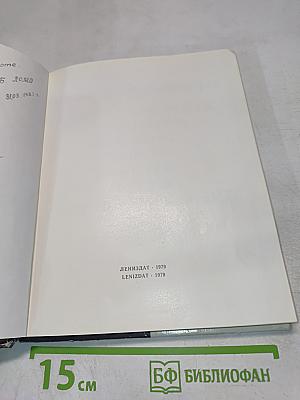 ЛЕНИЗДАТ · 1979
LENIZDAT · 1979
15 см
БФ БИБЛИОФАН